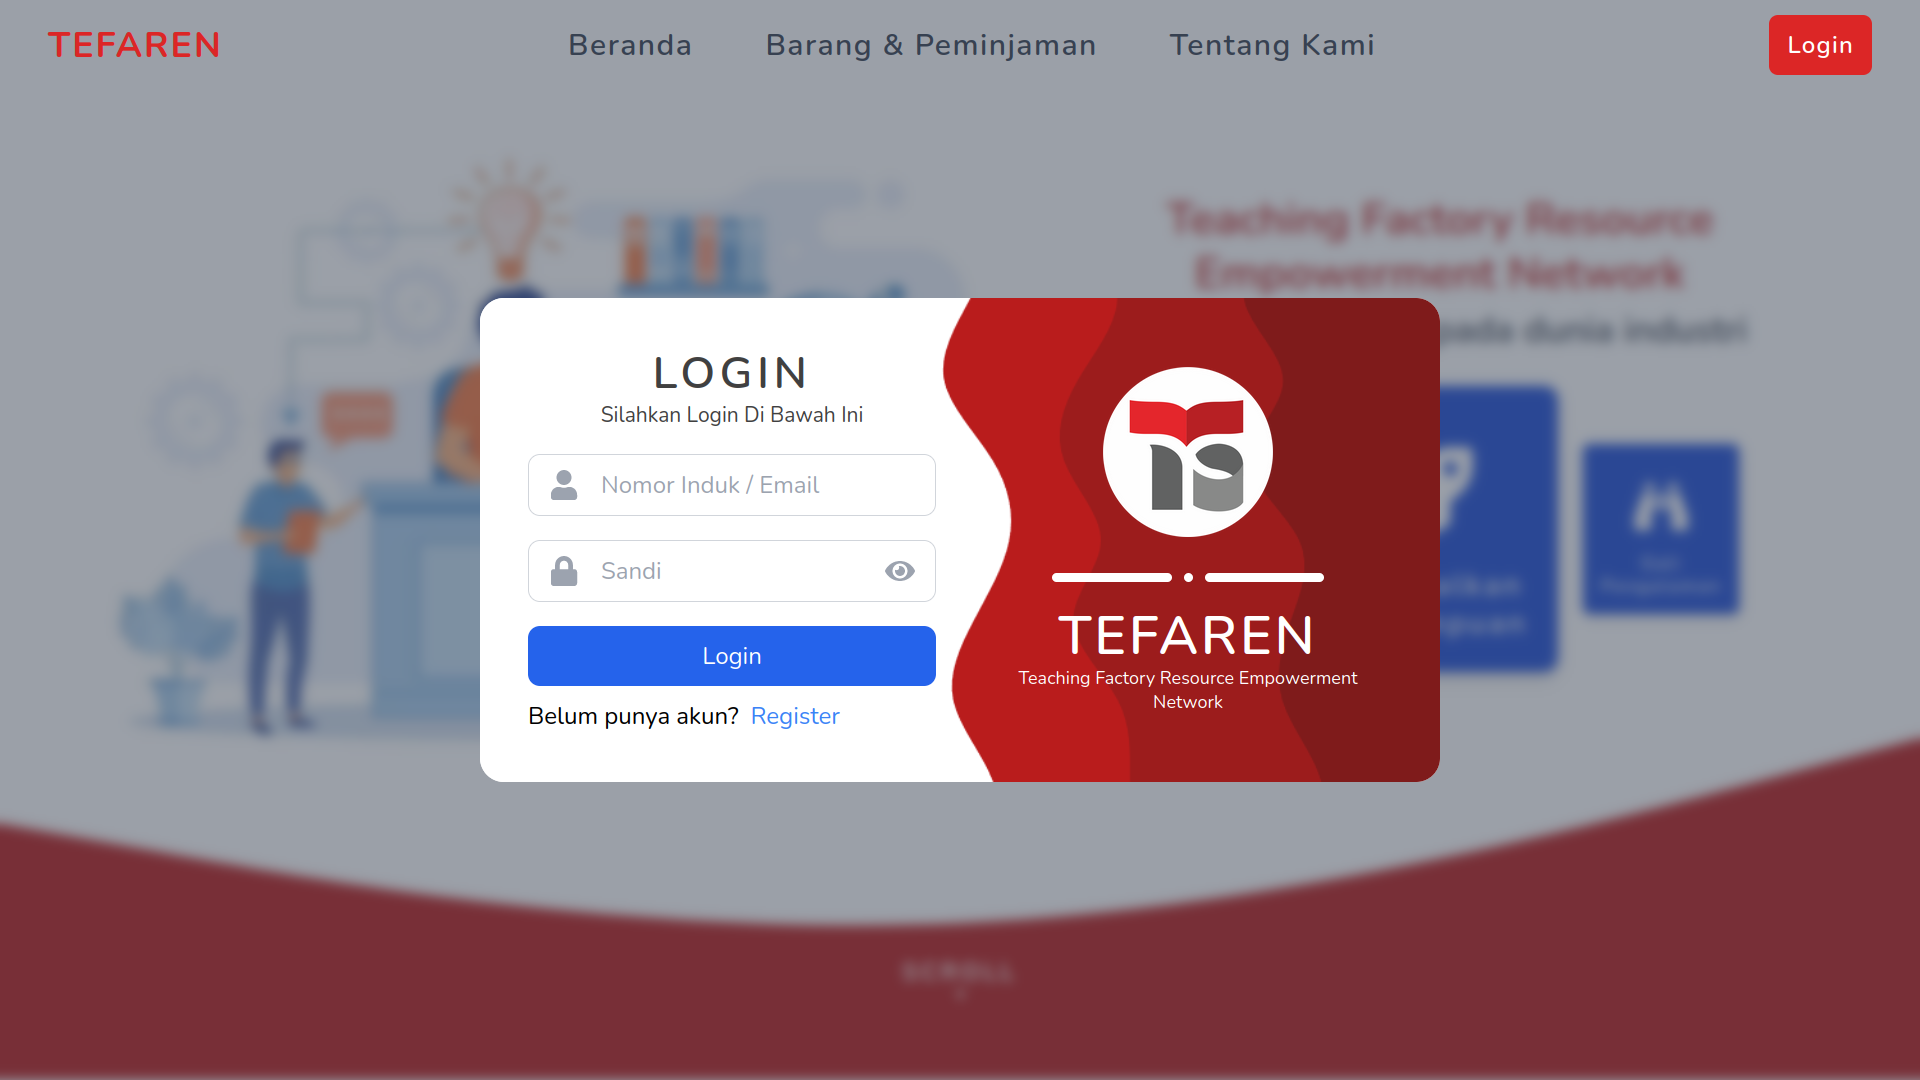 TEFAREN
Beranda
Barang & Peminjaman
Tentang Kami
Login
Teaching Factory Resource
Empowerment Network
pada dunia industri
LOGIN
Silahkan Login Di Bawah Ini
Nomor Induk / Email
Sandi
Login
Belum punya akun? Register
TEFAREN
Teaching Factory Resource Empowerment
Network
SCROLL